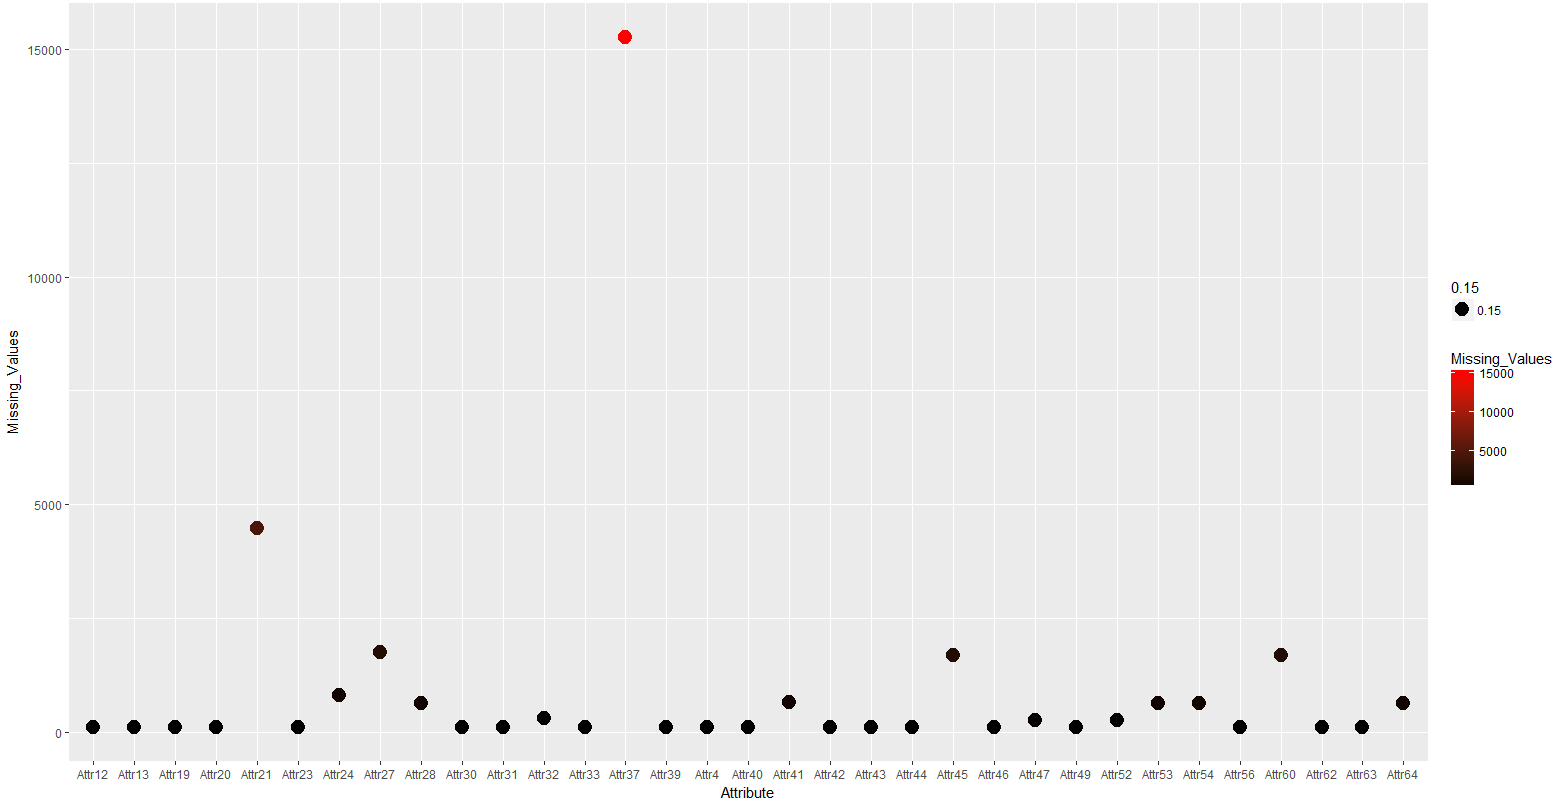 15000
10000
5000
0
Missing_Values
Attr12 Attr13 Attr19 Attr20 Attr21 Attr23 Attr24 Attr27 Attr28 Attr30 Attr31 Attr32 Attr33 Attr37 Attr39 Attr4 Attr40 Attr41 Attr42 Attr43 Attr44 Attr45 Attr46 Attr47 Attr49 Attr52 Attr53 Attr54 Attr56 Attr60 Attr62 Attr63 Attr64
Attribute
0.15
0.15
Missing_Values
15000
10000
5000